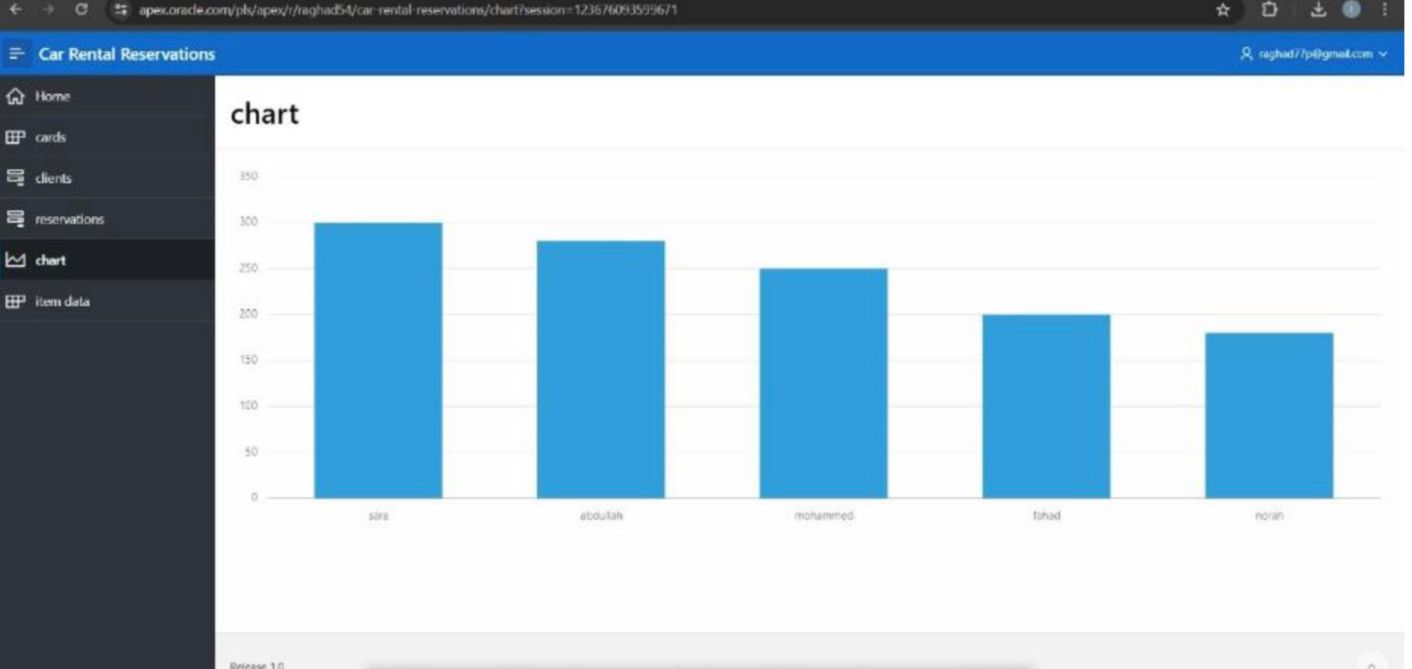 apex.oracle.com/pls/apex/r/raghad54/car-rental-reservations/chart?session=123676093599671
Car Rental Reservations
raghad77p@gmail.com
Home
cards
clients
reservations
chart
item data
chart
350
300
250
200
150
100
50
0
sara
abdullah
mohammed
fahad
norah
Release 1.0